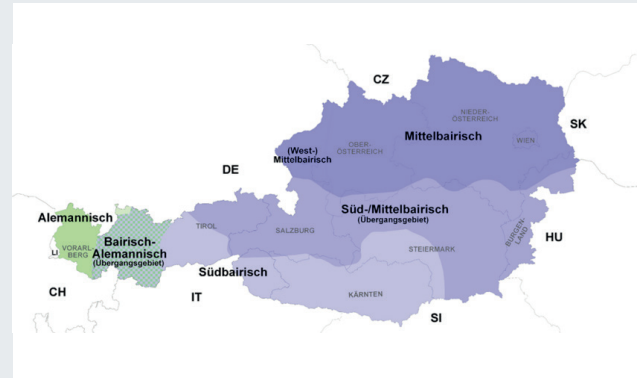 CZ
NIEDER-
ÖSTERREICH
SK
Mittelbairisch
OBER-
ÖSTERREICH
WIEN
(West-)
Mittelbairisch
DE
Süd-/Mittelbairisch
(Übergangsgebiet)
Alemannisch
TIROL
SALZBURG
BURGEN-
LAND
HU
VORARL-
BERG
LI
Bairisch-
Alemannisch
(Übergangsgebiet)
STEIERMARK
Südbairisch
CH
IT
KÄRNTEN
SI